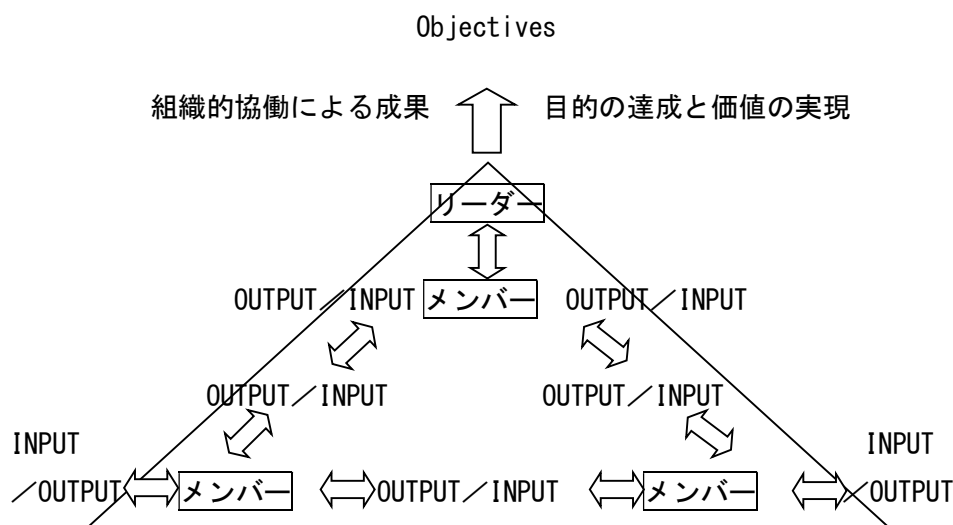 Objectives
組織的協働による成果 目的の達成と価値の実現
リーダー
OUTPUT／INPUT メンバー OUTPUT／INPUT
OUTPUT／INPUT OUTPUT／INPUT
INPUT INPUT
／OUTPUT メンバー OUTPUT／INPUT メンバー ／OUTPUT